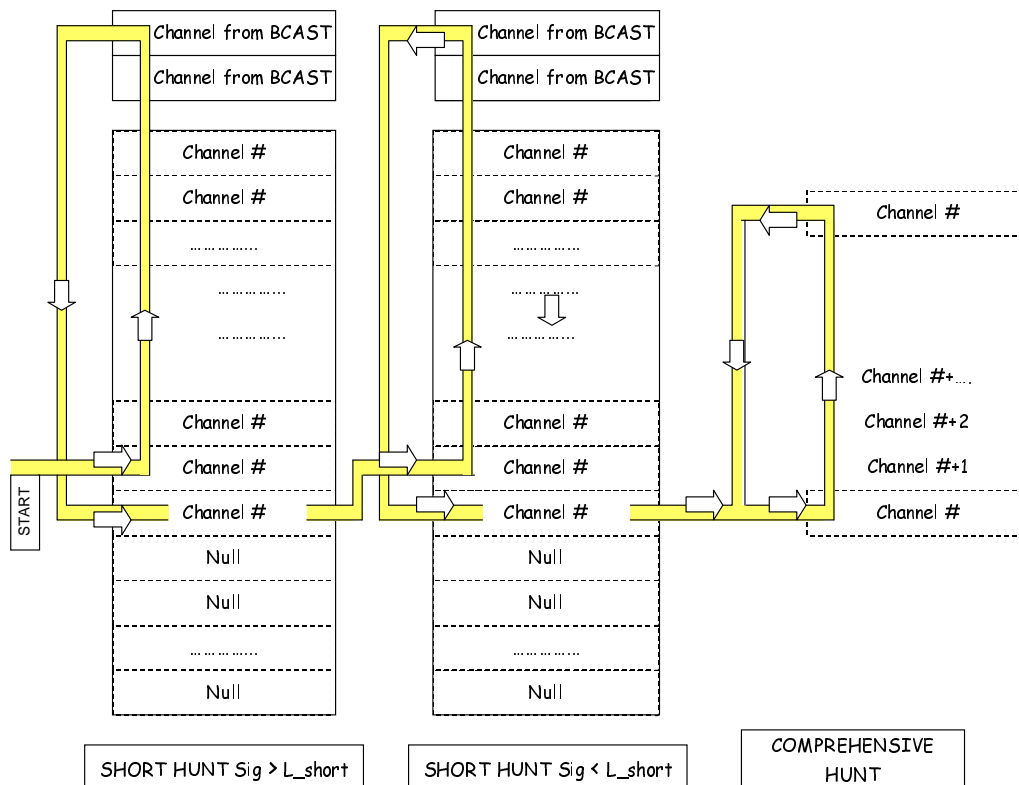 Channel from BCAST
Channel from BCAST
Channel #
Channel #
…………...
…………...
…………...
Channel #
Channel #
Channel #
Null
Null
…………...
Null
START
SHORT HUNT Sig > L_short
Channel from BCAST
Channel from BCAST
Channel #
Channel #
…………...
…………...
…………...
Channel #
Channel #
Channel #
Null
Null
…………...
Null
SHORT HUNT Sig < L_short
Channel #
Channel #+….
Channel #+2
Channel #+1
Channel #
COMPREHENSIVE
HUNT